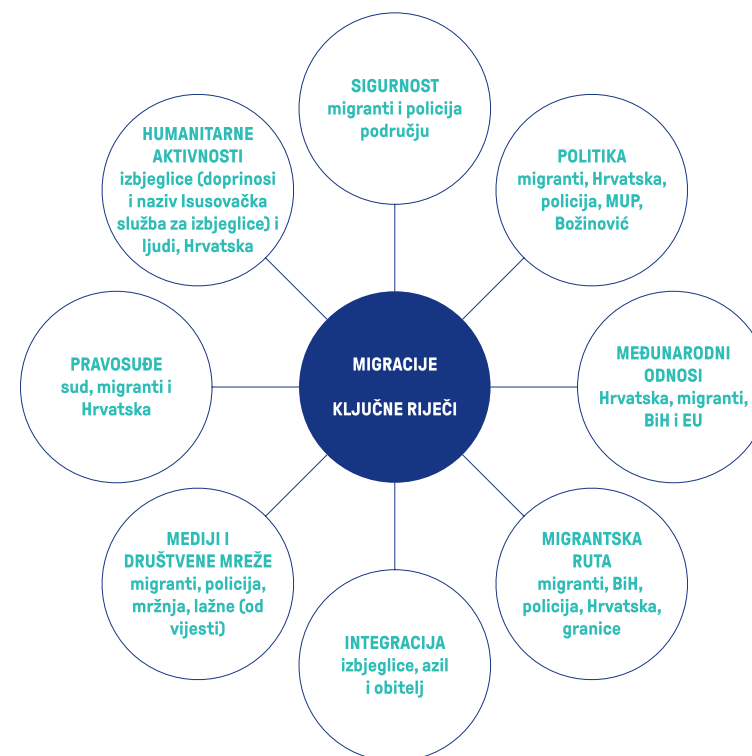 SIGURNOST
migranti i policija
području
HUMANITARNE
AKTIVNOSTI
izbjeglice (doprinosi
i naziv Isusovačka
služba za izbjeglice) i
ljudi, Hrvatska
POLITIKA
migranti, Hrvatska,
policija, MUP,
Božinović
PRAVOSUĐE
sud, migranti i
Hrvatska
MIGRACIJE
KLJUČNE RIJEČI
MEĐUNARODNI
ODNOSI
Hrvatska, migranti,
BiH i EU
MEDIJI I
DRUŠTVENE MREŽE
migranti, policija,
mržnja, lažne (od
vijesti)
INTEGRACIJA
izbjeglice, azil
i obitelj
MIGRANTSKA
RUTA
migranti, BiH,
policija, Hrvatska,
granice